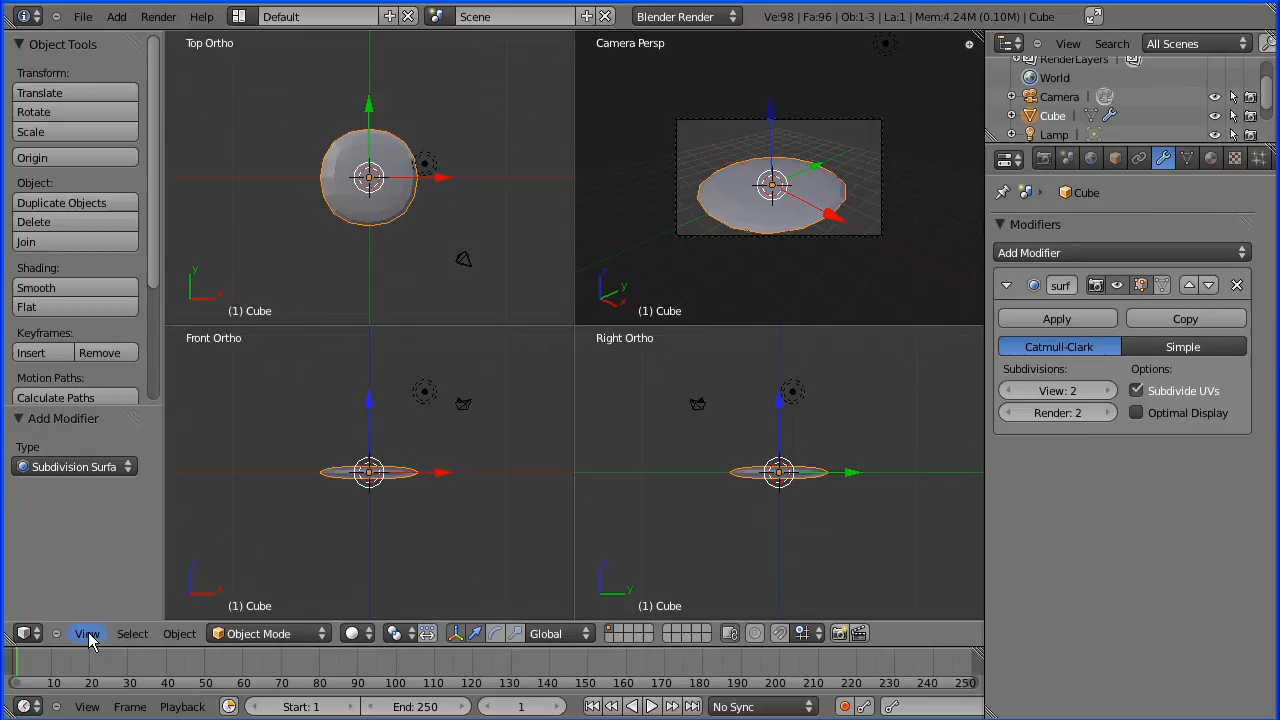 File Add Render Help Default Scene Blender Render Ve:98 | Fa:96 | Ob:1-3 | La:1 | Mem:4.24M (0.10M) | Cube
Object Tools
Transform:
Translate
Rotate
Scale
Origin
Object:
Duplicate Objects
Delete
Join
Shading:
Smooth
Flat
Keyframes:
Insert Remove
Motion Paths:
Calculate Paths
Add Modifier
Type
Subdivision Surfa
Top Ortho
y
x
(1) Cube
Camera Persp
z
y
x
(1) Cube
Front Ortho
z
x
(1) Cube
Right Ortho
z
y
(1) Cube
View Search All Scenes
RenderLayers
World
Camera
Cube
Lamp
Cube
Modifiers
Add Modifier
surf
Apply Copy
Catmull-Clark Simple
Subdivisions: Options:
View: 2 Subdivide UVs
Render: 2 Optimal Display
View Select Object Object Mode Global
10 20 30 40 50 60 70 80 90 100 110 120 130 140 150 160 170 180 190 200 210 220 230 240 250
View Frame Playback Start: 1 End: 250 1 No Sync